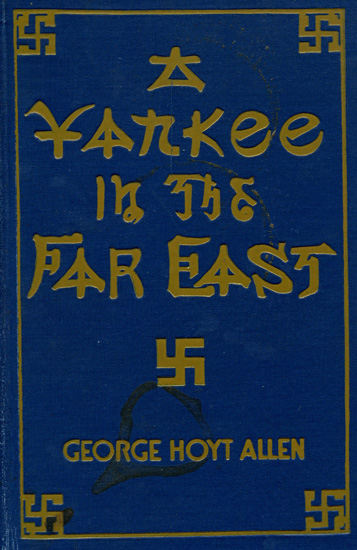 A
YANKEE
IN THE
FAR EAST
GEORGE HOYT ALLEN